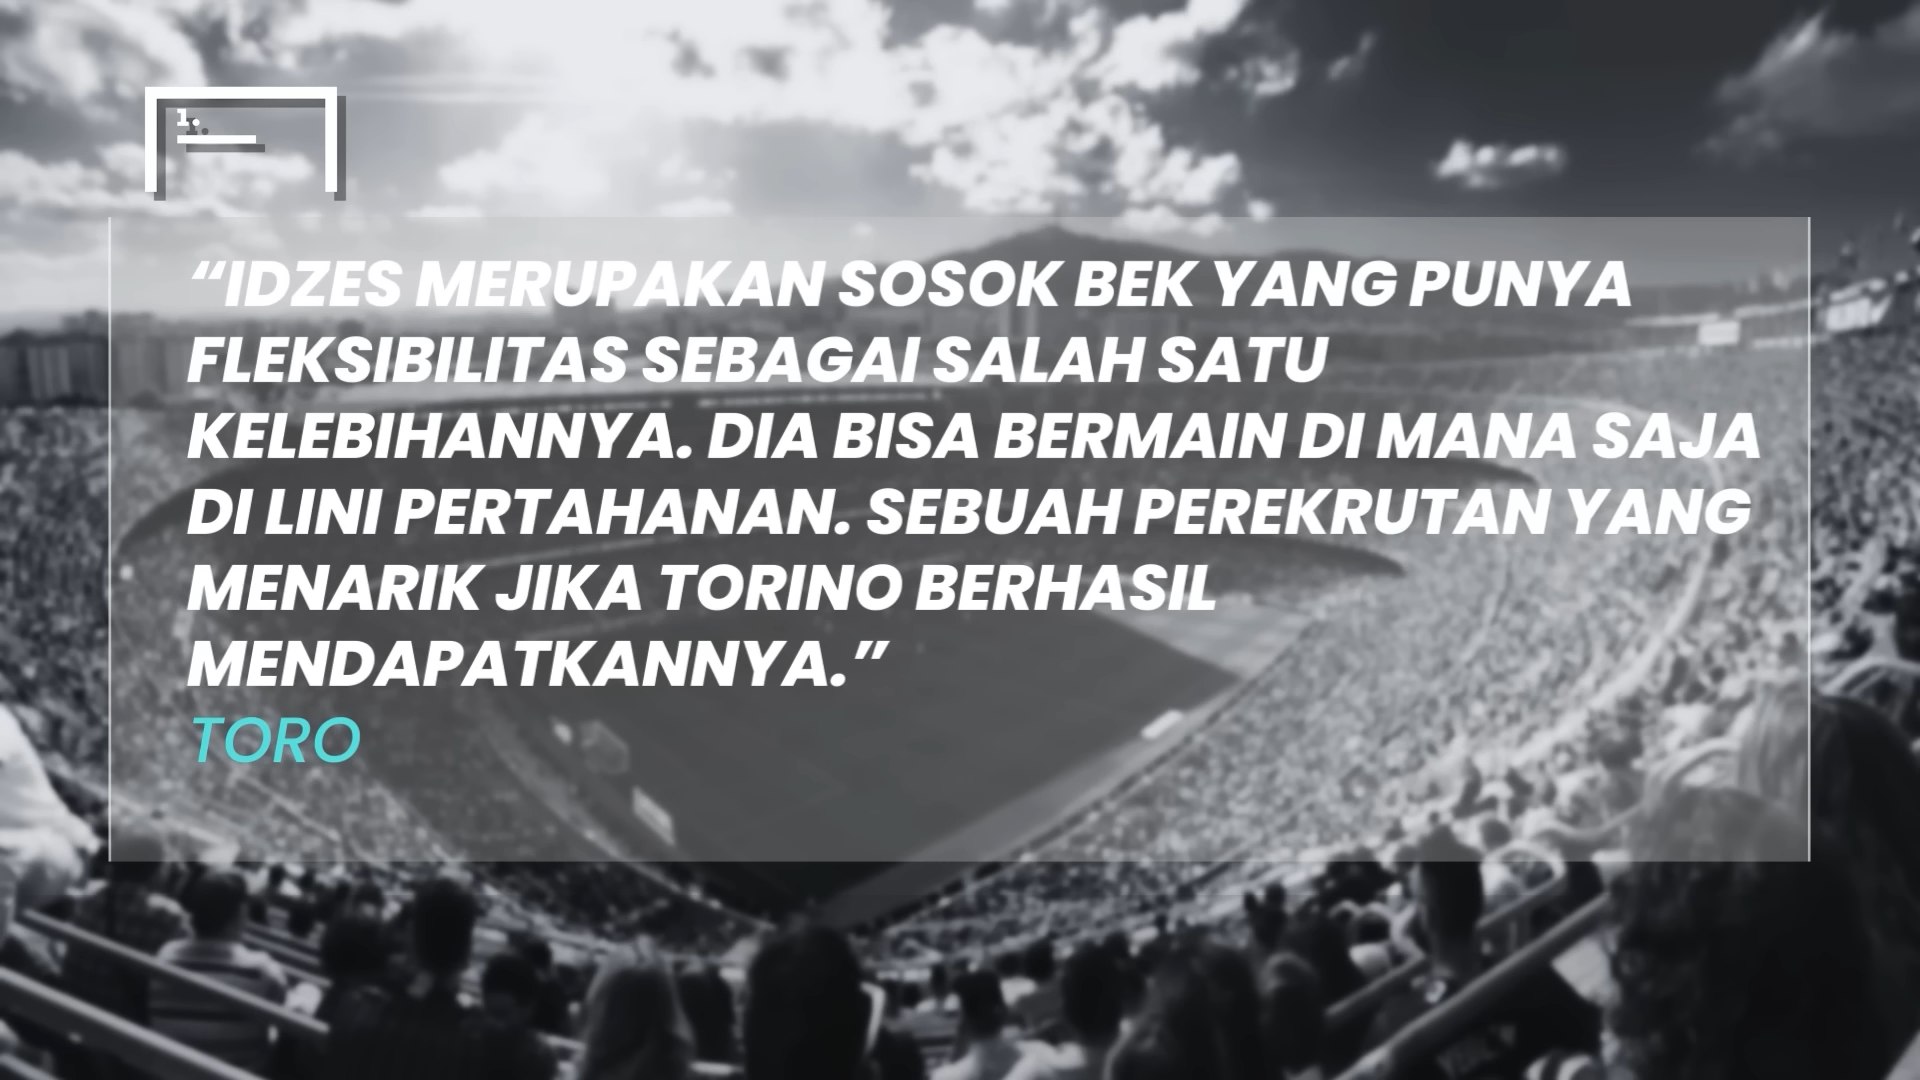 1.
“IDZES MERUPAKAN SOSOK BEK YANG PUNYA
FLEKSIBILITAS SEBAGAI SALAH SATU
KELEBIHANNYA. DIA BISA BERMAIN DI MANA SAJA
DI LINI PERTAHANAN. SEBUAH PEREKRUTAN YANG
MENARIK JIKA TORINO BERHASIL
MENDAPATKANNYA.”
TORO